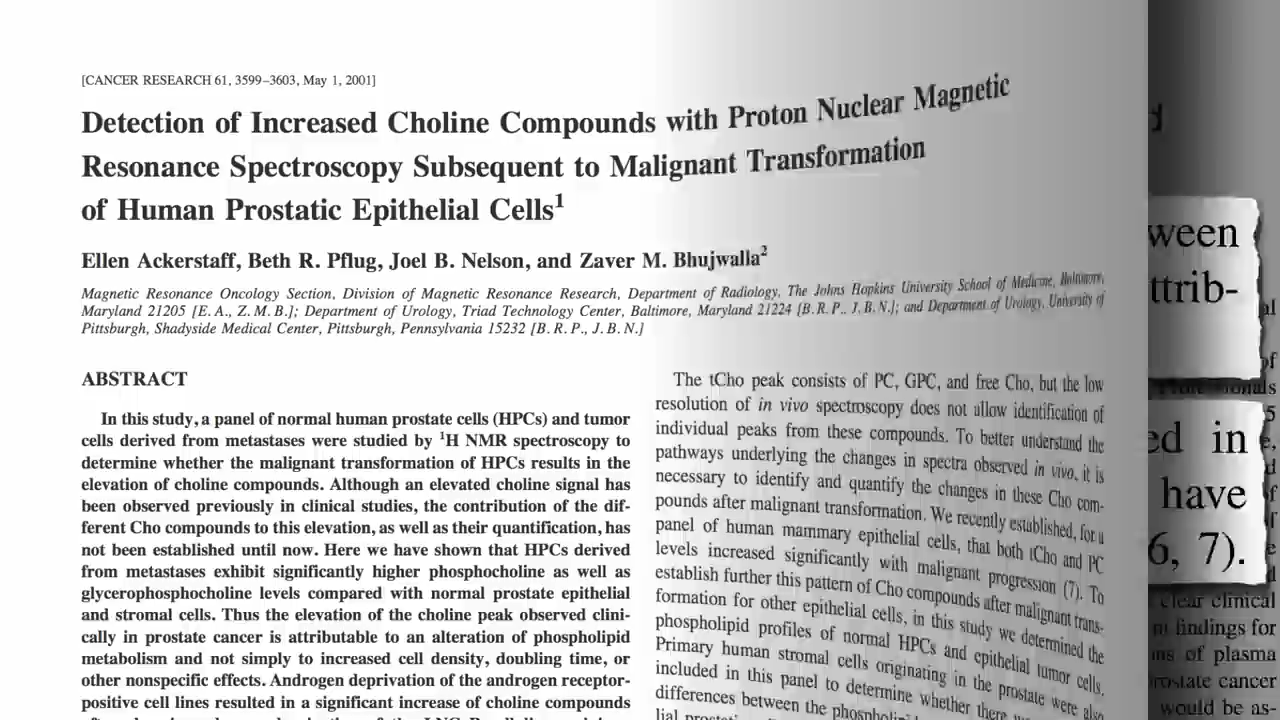 [CANCER RESEARCH 61, 3599–3603, May 1, 2001]
Detection of Increased Choline Compounds with Proton Nuclear Magnetic
Resonance Spectroscopy Subsequent to Malignant Transformation
of Human Prostatic Epithelial Cells1
Ellen Ackerstaff, Beth R. Pflug, Joel B. Nelson, and Zaver M. Bhujwalla2
Magnetic Resonance Oncology Section, Division of Magnetic Resonance Research, Department of Radiology, The Johns Hopkins University School of Medicine, Baltimore,
Maryland 21205 [E. A., Z. M. B.]; Department of Urology, Triad Technology Center, Baltimore, Maryland 21224 [B. R. P., J. B. N.]; and Department of Urology, University of
Pittsburgh, Shadyside Medical Center, Pittsburgh, Pennsylvania 15232 [B. R. P., J. B. N.]
ABSTRACT
In this study, a panel of normal human prostate cells (HPCs) and tumor
cells derived from metastases were studied by 1H NMR spectroscopy to
determine whether the malignant transformation of HPCs results in the
elevation of choline compounds. Although an elevated choline signal has
been observed previously in clinical studies, the contribution of the dif-
ferent Cho compounds to this elevation, as well as their quantification, has
not been established until now. Here we have shown that HPCs derived
from metastases exhibit significantly higher phosphocholine as well as
glycerophosphocholine levels compared with normal prostate epithelial
and stromal cells. Thus the elevation of the choline peak observed clini-
cally in prostate cancer is attributable to an alteration of phospholipid
metabolism and not simply to increased cell density, doubling time, or
other nonspecific effects. Androgen deprivation of the androgen receptor-
positive cell lines resulted in a significant increase of choline compounds
The tCho peak consists of PC, GPC, and free Cho, but the low
resolution of in vivo spectroscopy does not allow identification of
individual peaks from these compounds. To better understand the
pathways underlying the changes in spectra observed in vivo, it is
necessary to identify and quantify the changes in these Cho com-
pounds after malignant transformation. We recently established, for a
panel of human mammary epithelial cells, that both tCho and PC
levels increased significantly with malignant progression (7). To
establish further this pattern of Cho compounds after malignant trans-
formation for other epithelial cells, in this study we determined the
phospholipid profiles of normal HPCs and epithelial tumor cells.
Primary human stromal cells originating in the prostate were also
included in this panel to determine whether there
differences between the
ween
ttrib-
ed in
have
6, 7).
clear clinical
findings for
of plasma
cancer
would be as-